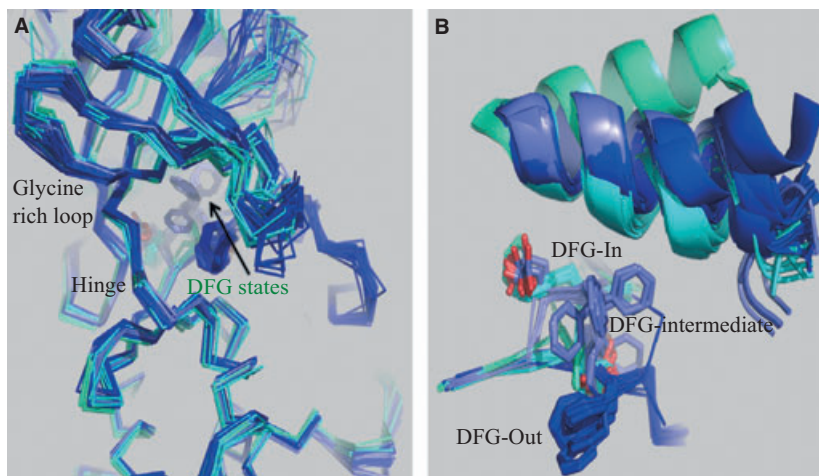 A
Glycine
rich loop
Hinge
DFG states
B
DFG-In
DFG-intermediate
DFG-Out